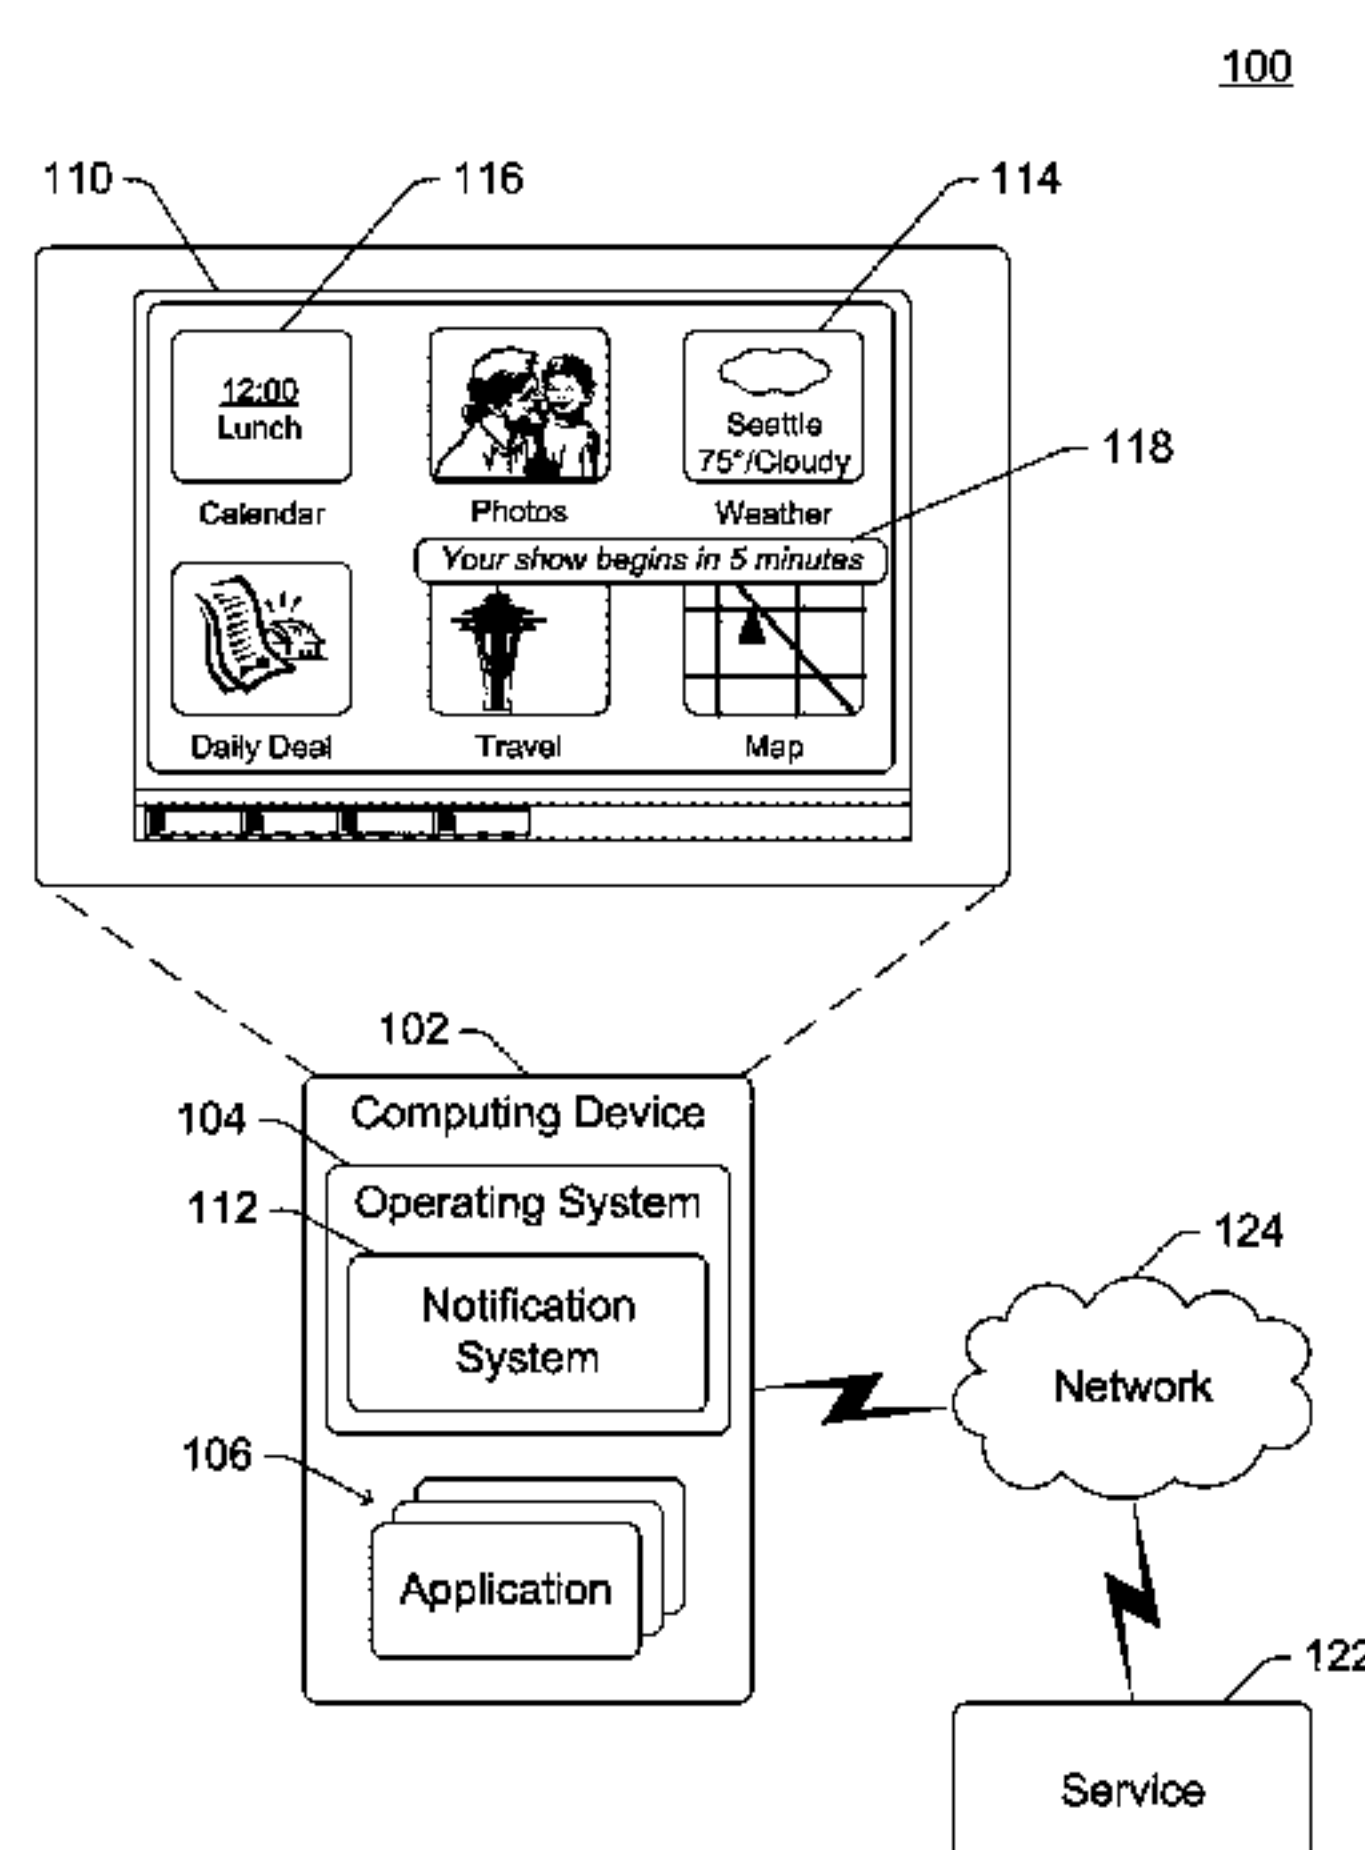 100
110
116
114
12:00
Lunch
Seattle
75°/Cloudy
118
Calendar
Photos
Weather
Your show begins in 5 minutes
Daily Deal
Travel
Map
102
Computing Device
104
Operating System
112
Notification
System
124
Network
106
Application
122
Service